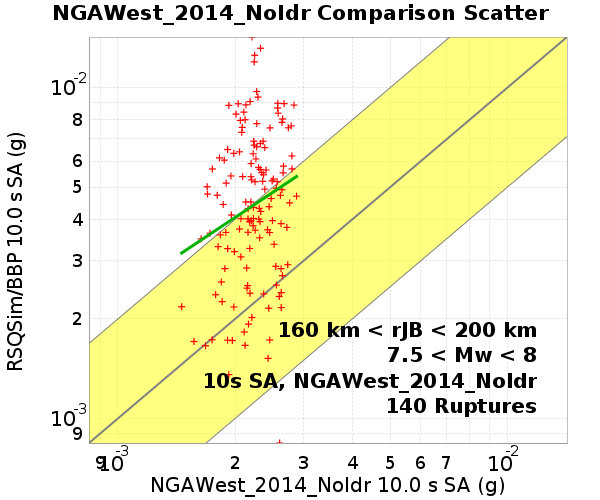 NGAWest_2014_NoIdr Comparison Scatter
RSQSim/BBP 10.0 s SA (g)
10-2
8
6
5
4
3
2
10-3
9
160 km < rJB < 200 km
7.5 < Mw < 8
10s SA, NGAWest_2014_NoIdr
140 Ruptures
9 10-3 2 3 4 5 6 7 8 10-2
NGAWest_2014_NoIdr 10.0 s SA (g)